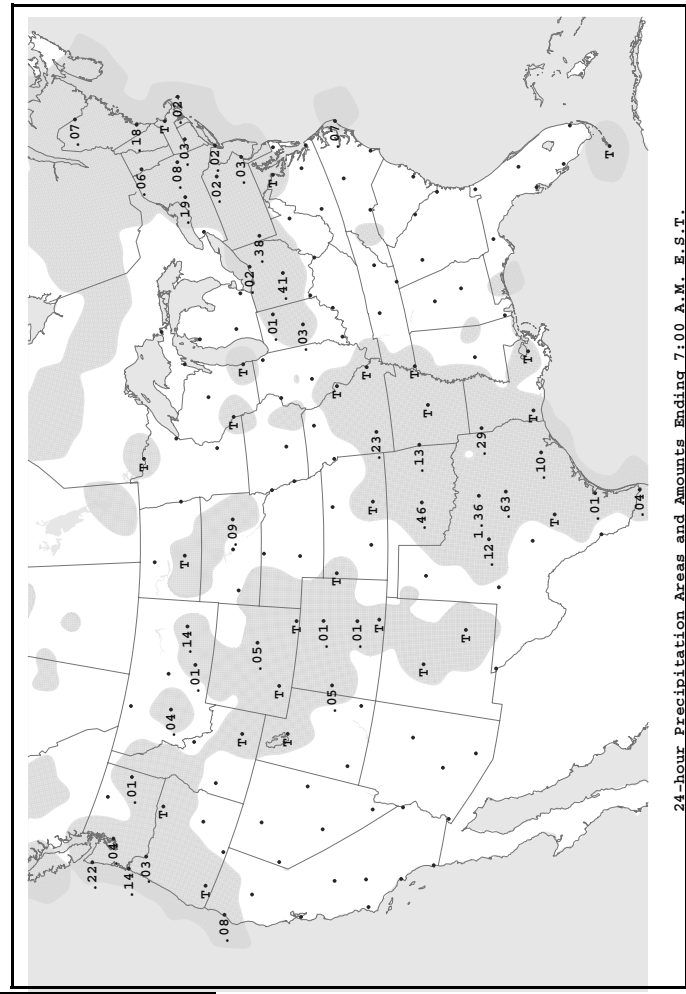 .07
.22
.04
.14
.01
.18
.06
T
.03
T
T
.04
.08
.02
.03
.19
T
.14
.01
T
.02
.02
.08
.09
T
.03
T
T
.02
.05
.38
.01
T
T
.41
T
T
.03
.01
.05
.07
T
T
.01
T
T
.23
T
T
.13
.46
T
T
T
1.36
.29
.12
.63
T
T
.10
T
.01
T
.04
24-hour Precipitation Areas and Amounts Ending 7:00 A.M. E.S.T.